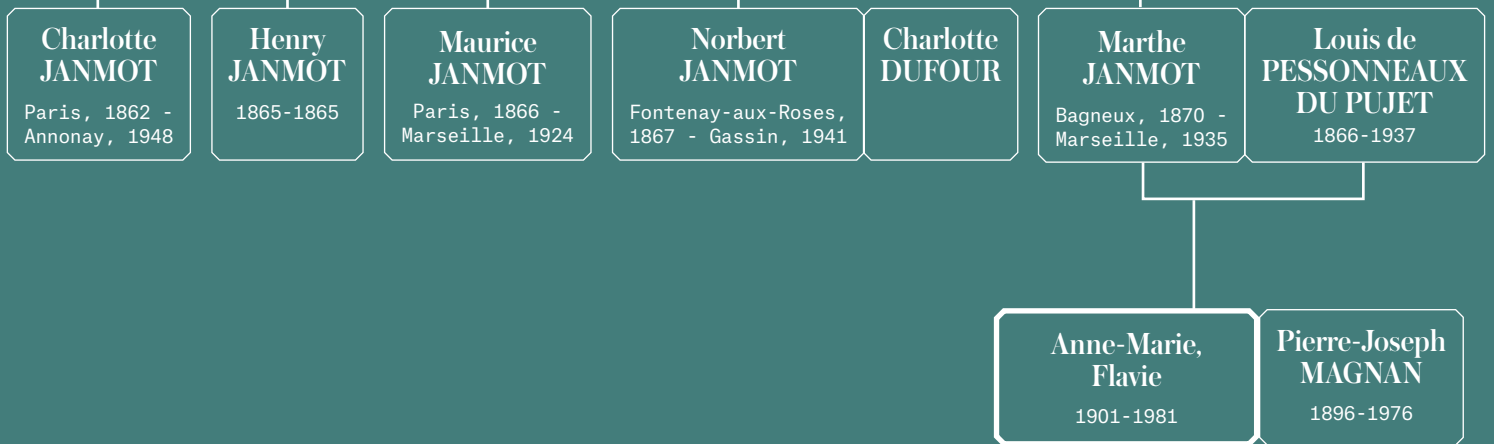 Charlotte
JANMOT
Paris, 1862 -
Annonay, 1948
Henry
JANMOT
1865-1865
Maurice
JANMOT
Paris, 1866 -
Marseille, 1924
Norbert
JANMOT
Fontenay-aux-Roses,
1867 - Gassin, 1941
Charlotte
DUFOUR
Marthe
JANMOT
Bagneux, 1870 -
Marseille, 1935
Louis de
PESSONNEAUX
DU PUJET
1866-1937
Anne-Marie,
Flavie
1901-1981
Pierre-Joseph
MAGNAN
1896-1976